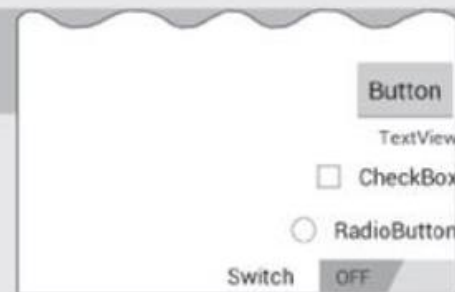 Button
TextView
CheckBox
RadioButton
Switch OFF